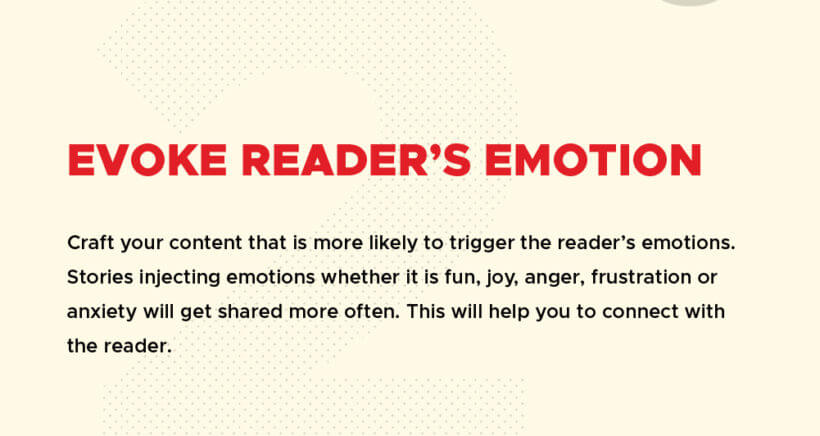 2
EVOKE READER’S EMOTION
Craft your content that is more likely to trigger the reader’s emotions.
Stories injecting emotions whether it is fun, joy, anger, frustration or
anxiety will get shared more often. This will help you to connect with
the reader.